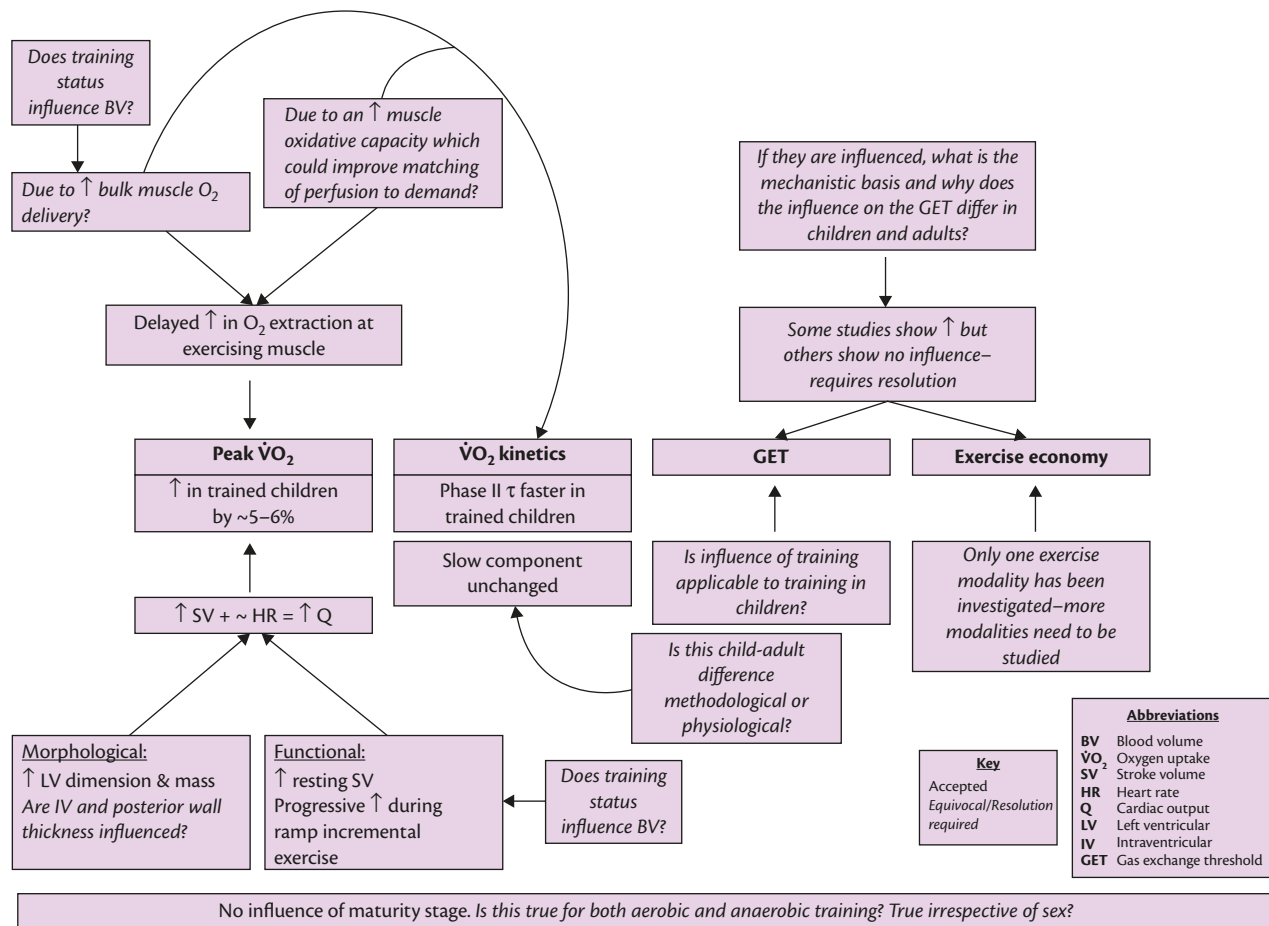 Does training
status
influence BV?
Due to ↑ bulk muscle O₂
delivery?
Due to an ↑ muscle
oxidative capacity which
could improve matching
of perfusion to demand?
Delayed ↑ in O₂ extraction at
exercising muscle
If they are influenced, what is the
mechanistic basis and why does
the influence on the GET differ in
children and adults?
Some studies show ↑ but
others show no influence–
requires resolution
Peak V̇O₂
↑ in trained children
by ~5–6%
V̇O₂ kinetics
Phase II τ faster in
trained children
Slow component
unchanged
GET
Exercise economy
Is influence of training
applicable to training in
children?
Only one exercise
modality has been
investigated–more
modalities need to be
studied
↑ SV + ~ HR = ↑ Q
Is this child-adult
difference
methodological or
physiological?
Morphological:
↑ LV dimension & mass
Are IV and posterior wall
thickness influenced?
Functional:
↑ resting SV
Progressive ↑ during
ramp incremental
exercise
Does training
status
influence BV?
Key
Accepted
Equivocal/Resolution
required
Abbreviations
BV Blood volume
V̇O₂ Oxygen uptake
SV Stroke volume
HR Heart rate
Q Cardiac output
LV Left ventricular
IV Intraventricular
GET Gas exchange threshold
No influence of maturity stage. Is this true for both aerobic and anaerobic training? True irrespective of sex?